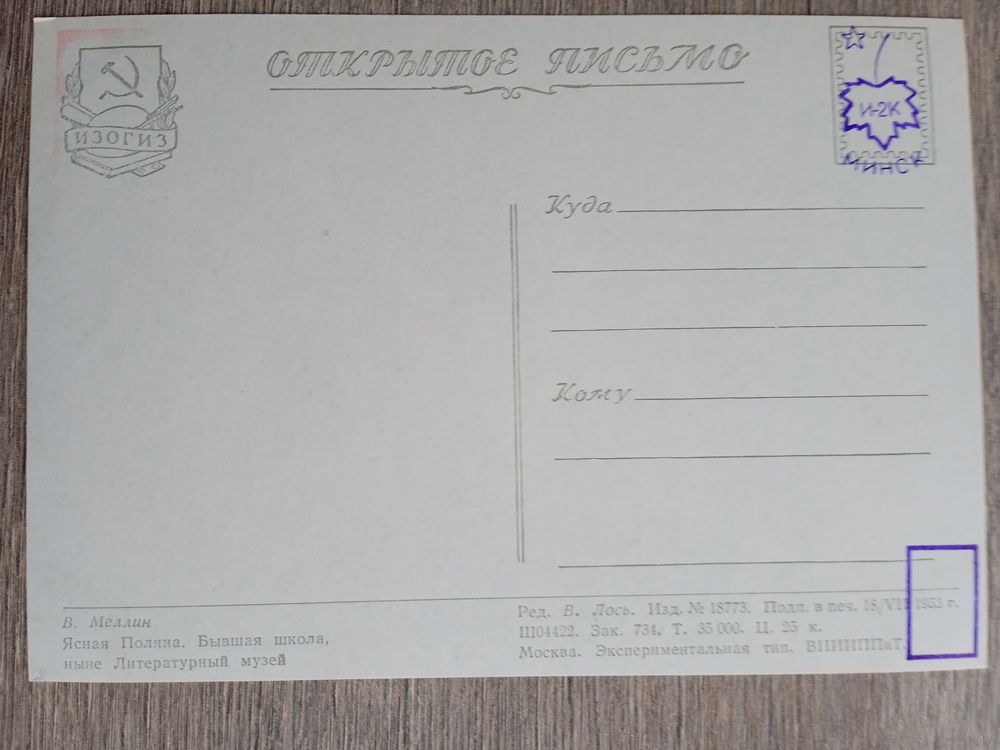 ОТКРЫТОЕ ПИСЬМО
ИЗОГИЗ
И-2К
МИНСК
Куда
Кому
В. Меллин
Ясная Поляна. Бывшая школа,
ныне Литературный музей
Ред. В. Лось. Изд. № 18773. Подп. в печ. 18/VII 1953 г.
Ш04422. Зак. 734. Т. 35 000. Ц. 25 к.
Москва. Экспериментальная тип. ВНИИППиТ.